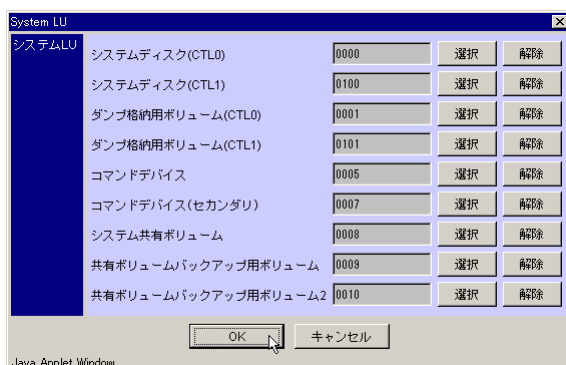 System LU
システムLU
システムディスク(CTL0) 0000 選択 解除
システムディスク(CTL1) 0100 選択 解除
ダンプ格納用ボリューム(CTL0) 0001 選択 解除
ダンプ格納用ボリューム(CTL1) 0101 選択 解除
コマンドデバイス 0005 選択 解除
コマンドデバイス(セカンダリ) 0007 選択 解除
システム共有ボリューム 0008 選択 解除
共有ボリュームバックアップ用ボリューム 0009 選択 解除
共有ボリュームバックアップ用ボリューム2 0010 選択 解除
OK キャンセル
Java Applet Window